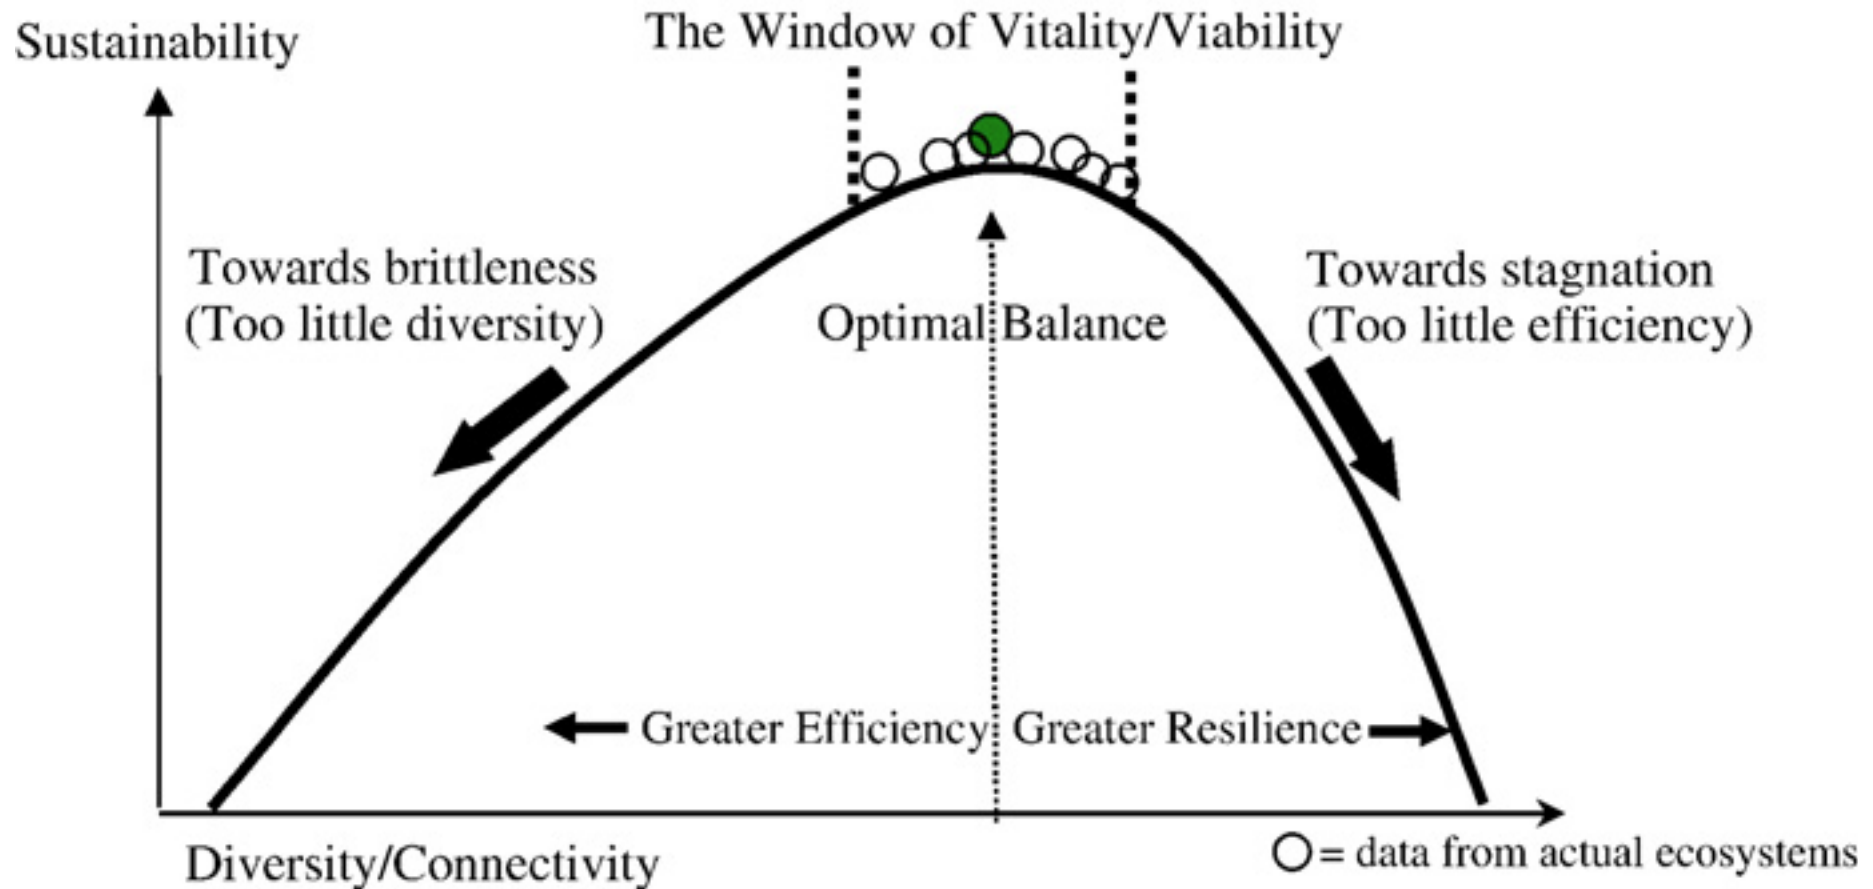 Sustainability
The Window of Vitality/Viability
Towards brittleness
(Too little diversity)
Optimal Balance
Towards stagnation
(Too little efficiency)
Greater Efficiency
Greater Resilience
Diversity/Connectivity
= data from actual ecosystems